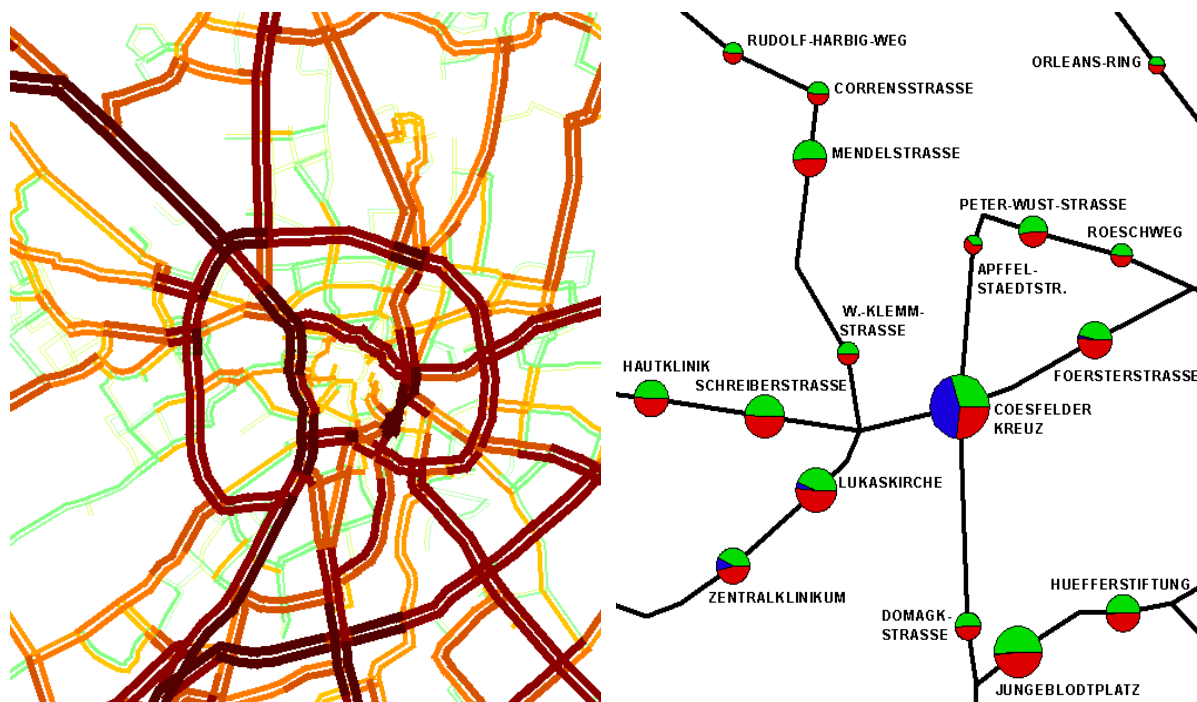 RUDOLF-HARBIG-WEG
ORLEANS-RING
CORRENSSTRASSE
MENDELSTRASSE
PETER-WUST-STRASSE
ROESCHWEG
APFFEL-
STAEDTSTR.
W.-KLEMM-
STRASSE
HAUTKLINIK
SCHREIBERSTRASSE
FOERSTERSTRASSE
COESFELDER
KREUZ
LUKASKIRCHE
ZENTRALKLINIKUM
HUEFFERSTIFTUNG
DOMAGK-
STRASSE
JUNGEBLODTPLATZ